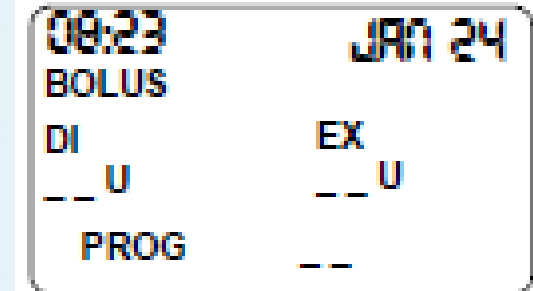 08:23 JAN 24
BOLUS
DI EX
_ _ U _ _ U
PROG _ _